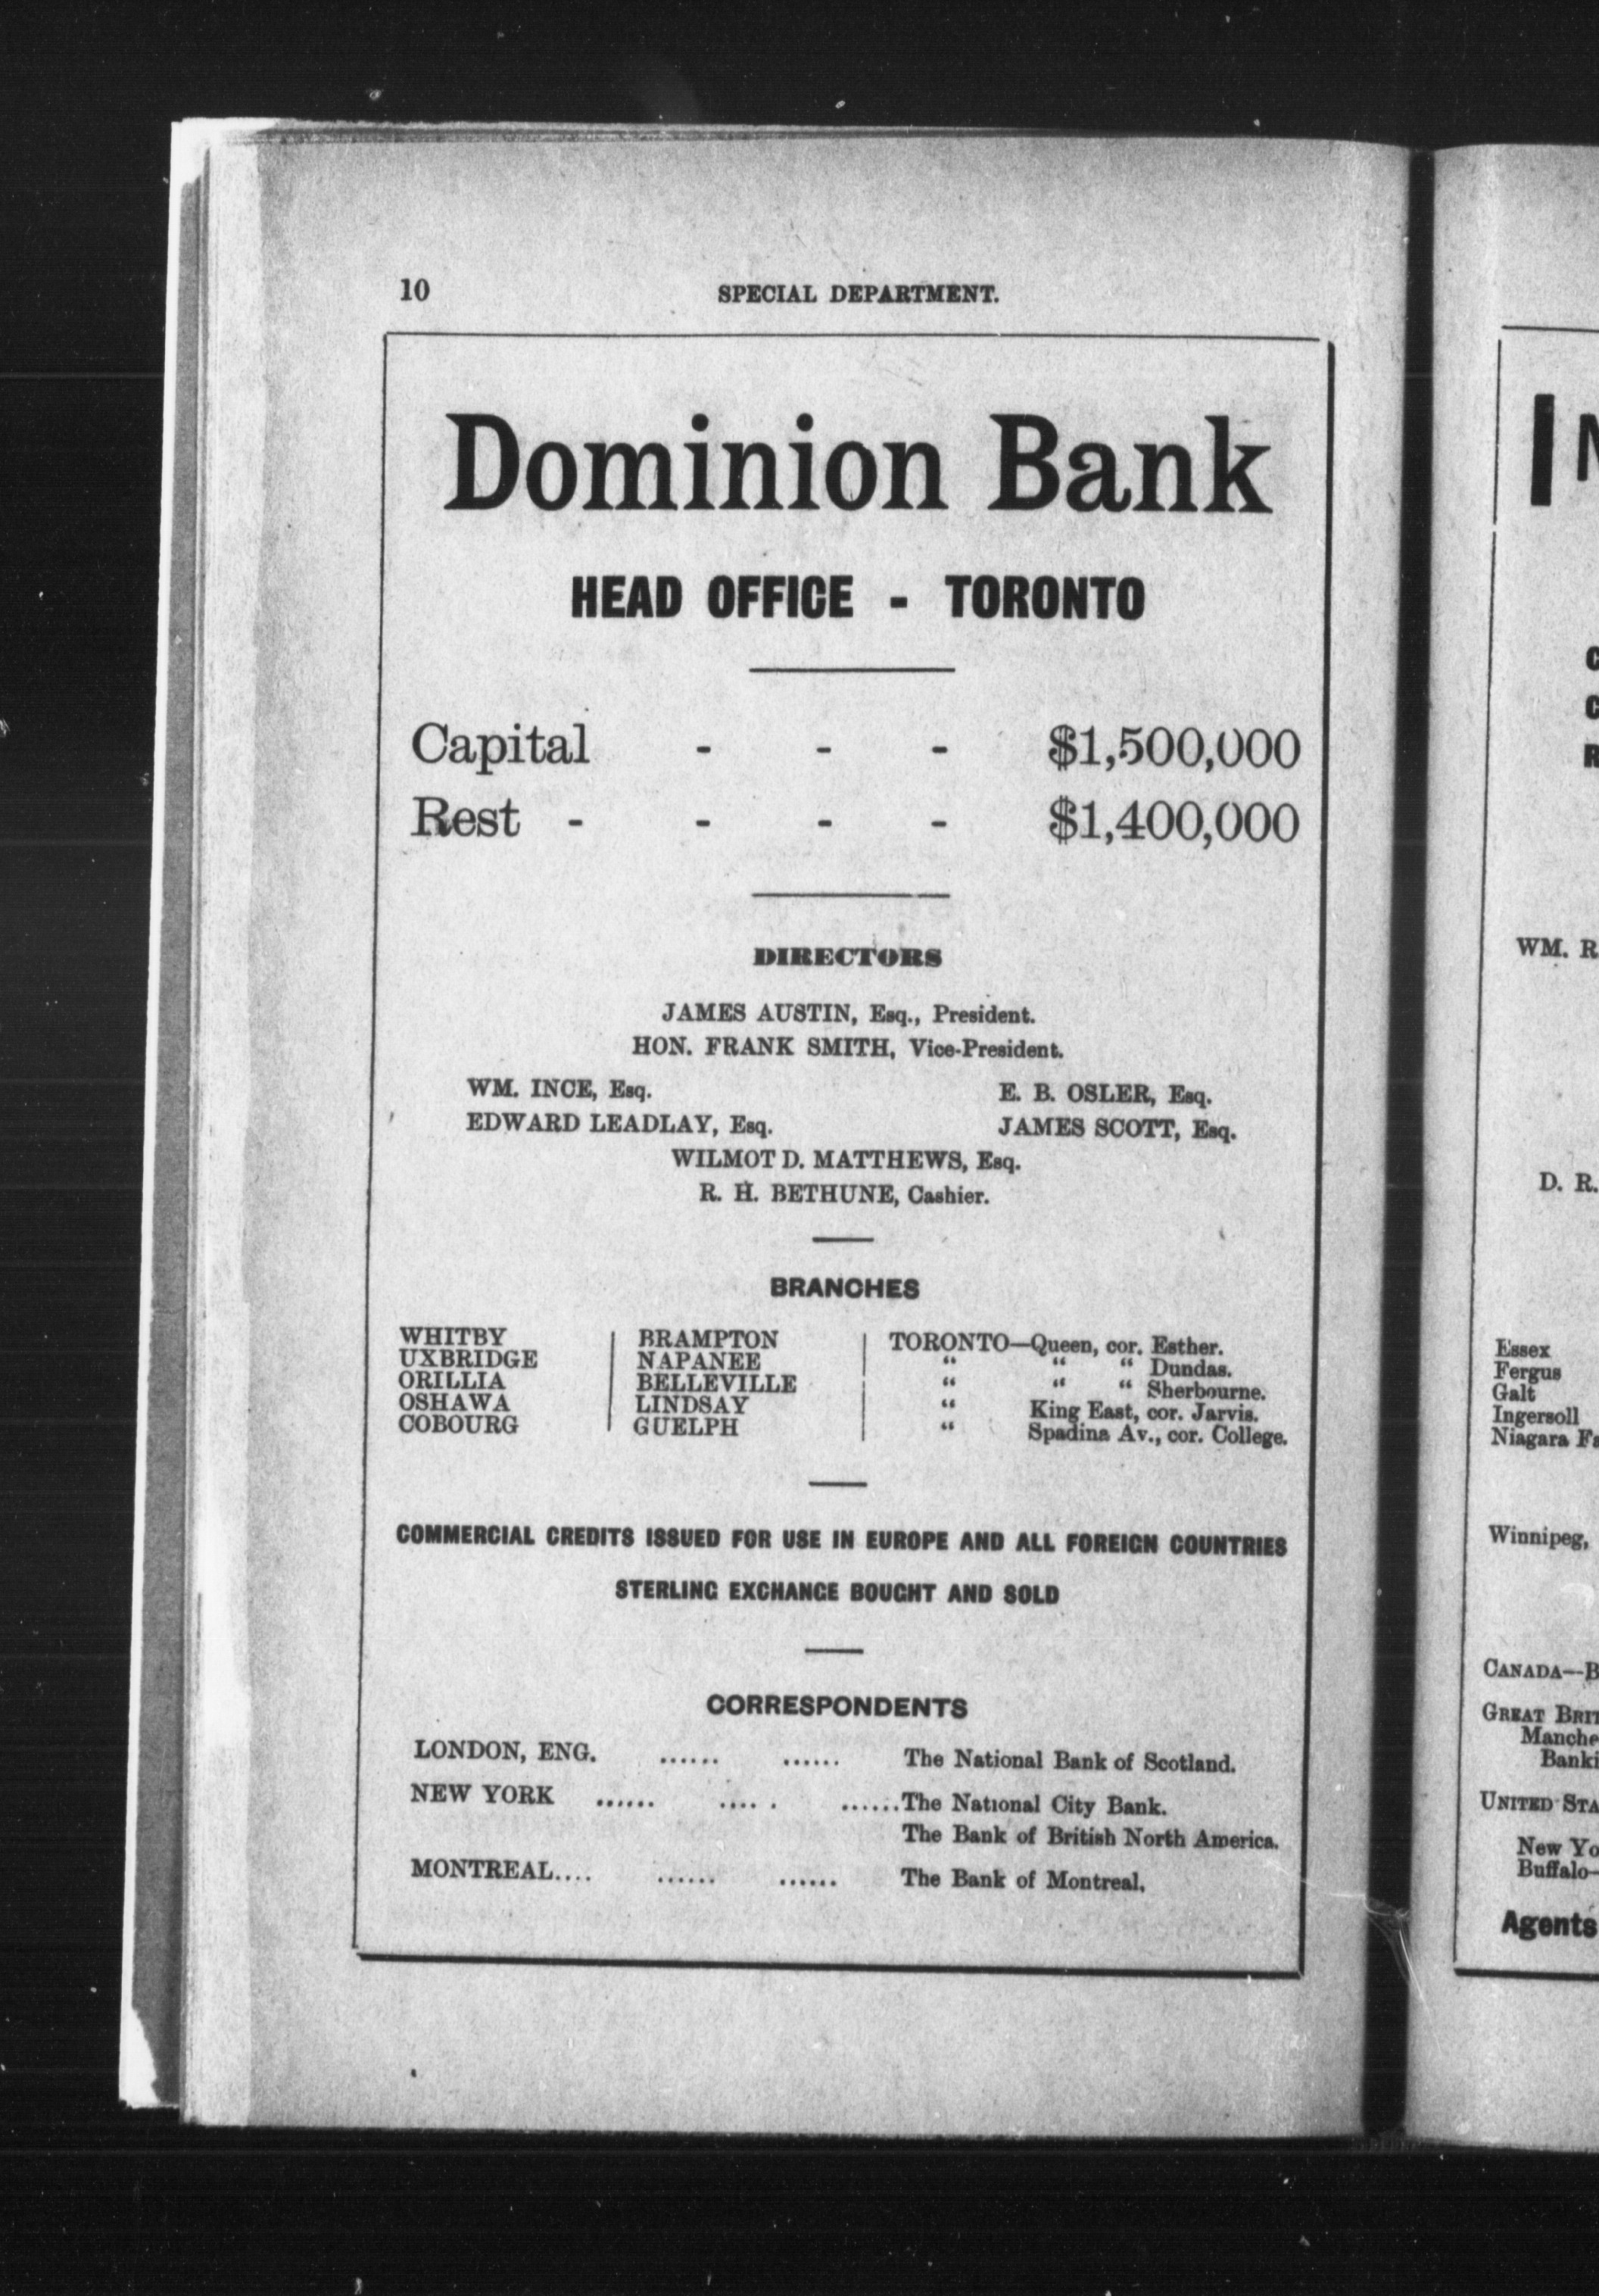 10 SPECIAL DEPARTMENT.
Dominion Bank
HEAD OFFICE - TORONTO
Capital - - - $1,500,000
Rest - - - - $1,400,000
DIRECTORS
JAMES AUSTIN, Esq., President.
HON. FRANK SMITH, Vice-President.
WM. INCE, Esq. E. B. OSLER, Esq.
EDWARD LEADLAY, Esq. JAMES SCOTT, Esq.
WILMOT D. MATTHEWS, Esq.
R. H. BETHUNE, Cashier.
BRANCHES
WHITBY BRAMPTON TORONTO—Queen, cor. Esther.
UXBRIDGE NAPANEE “ “ “ Dundas.
ORILLIA BELLEVILLE “ “ “ Sherbourne.
OSHAWA LINDSAY “ King East, cor. Jarvis.
COBOURG GUELPH “ Spadina Av., cor. College.
COMMERCIAL CREDITS ISSUED FOR USE IN EUROPE AND ALL FOREIGN COUNTRIES
STERLING EXCHANGE BOUGHT AND SOLD
CORRESPONDENTS
LONDON, ENG. ...... ...... The National Bank of Scotland.
NEW YORK ...... .... . ......The National City Bank.
The Bank of British North America.
MONTREAL.... ...... ...... The Bank of Montreal.
WM. R
D. R.
Essex
Fergus
Galt
Ingersoll
Niagara
Winnipeg,
CANADA—B
GREAT
UNITED
New
Buffalo—
Agents